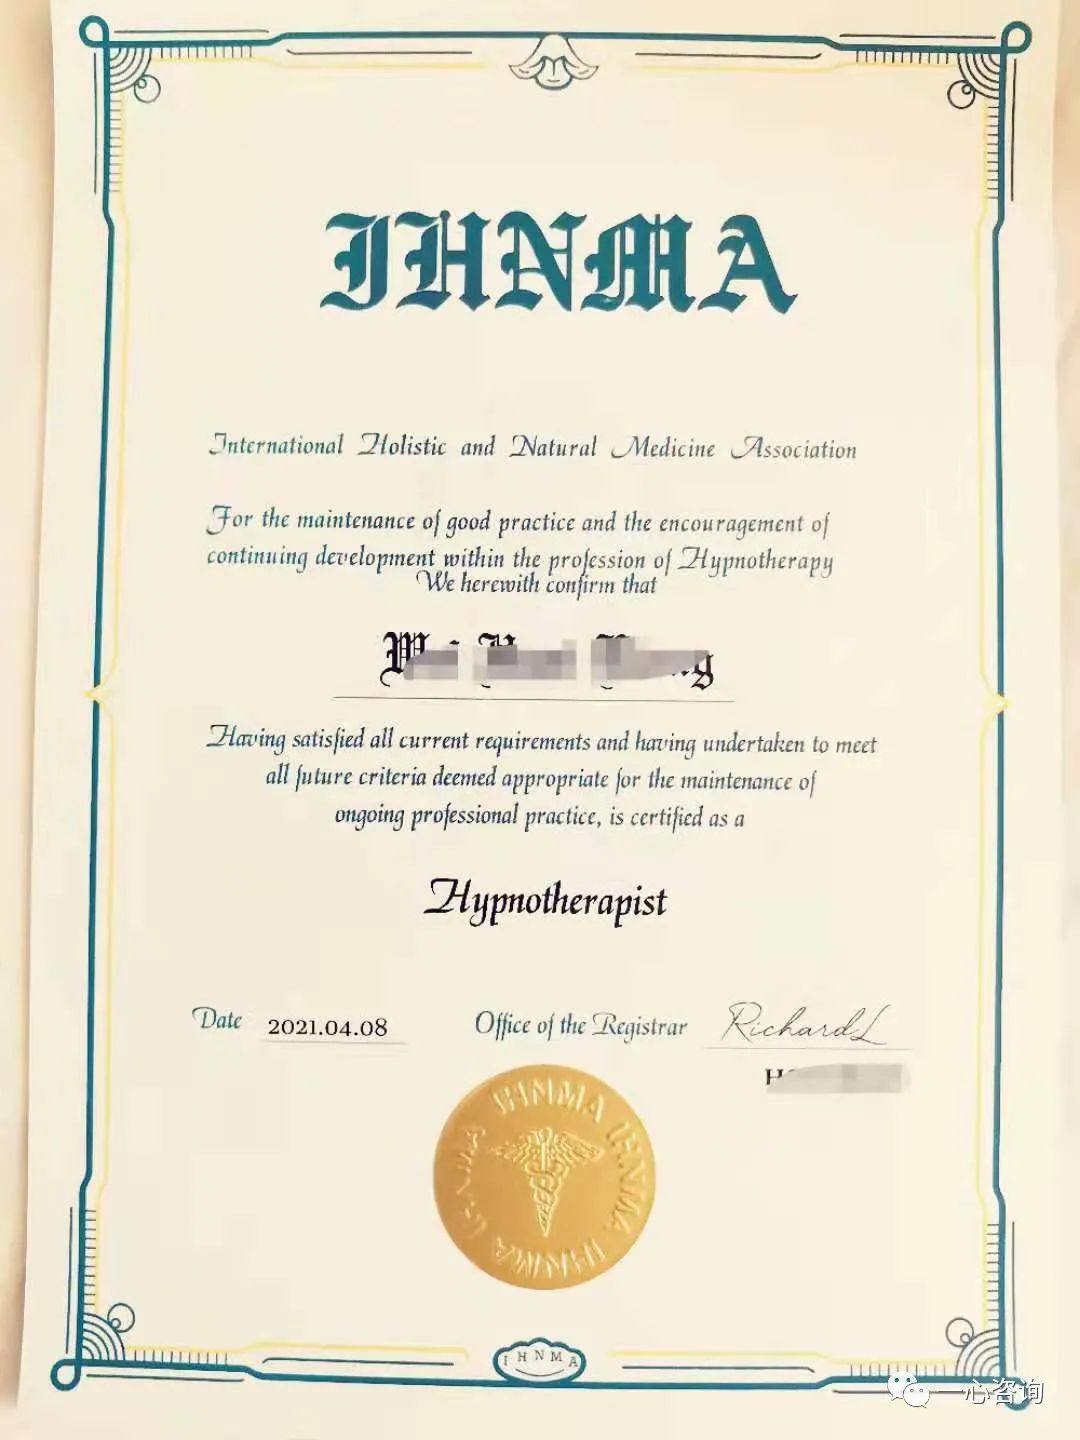 IHNMA
International Holistic and Natural Medicine Association
For the maintenance of good practice and the encouragement of
continuing development within the profession of Hypnotherapy
We herewith confirm that
Having satisfied all current requirements and having undertaken to meet
all future criteria deemed appropriate for the maintenance of
ongoing professional practice, is certified as a
Hypnotherapist
Date 2021.04.08 Office of the Registrar RichardL
IHNMA IHNMA IHNMA IHNMA
IHNMA
一心咨询